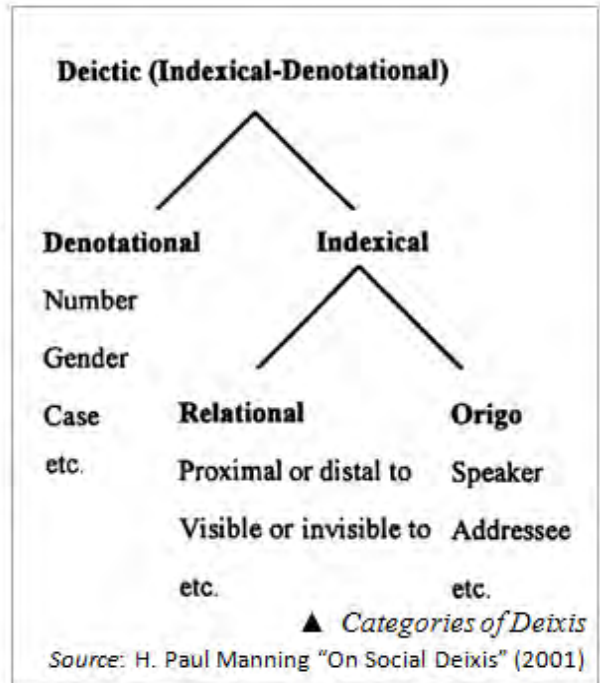 Deictic (Indexical-Denotational)
Denotational
Indexical
Number
Gender
Case
etc.
Relational
Origo
Proximal or distal to
Speaker
Visible or invisible to
Addressee
etc.
etc.
▲ Categories of Deixis
Source: H. Paul Manning "On Social Deixis" (2001)